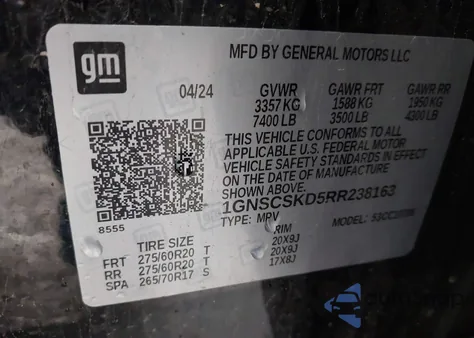 gm
MFD BY GENERAL MOTORS LLC
04/24 GVWR GAWR FRT GAWR RR
3357 KG 1588 KG 1950 KG
7400 LB 3500 LB 4300 LB
THIS VEHICLE CONFORMS TO ALL
APPLICABLE U.S. FEDERAL MOTOR
VEHICLE SAFETY STANDARDS IN EFFECT ON
THE DATE OF MANUFACTURE SHOWN ABOVE.
1GNSCSKD5RR238163
8555 TYPE: MPV MODEL:
TIRE SIZE RIM
FRT 275/60R20 T 20X9J
RR 275/60R20 T 20X9J
SPA 265/70R17 S 17X8J